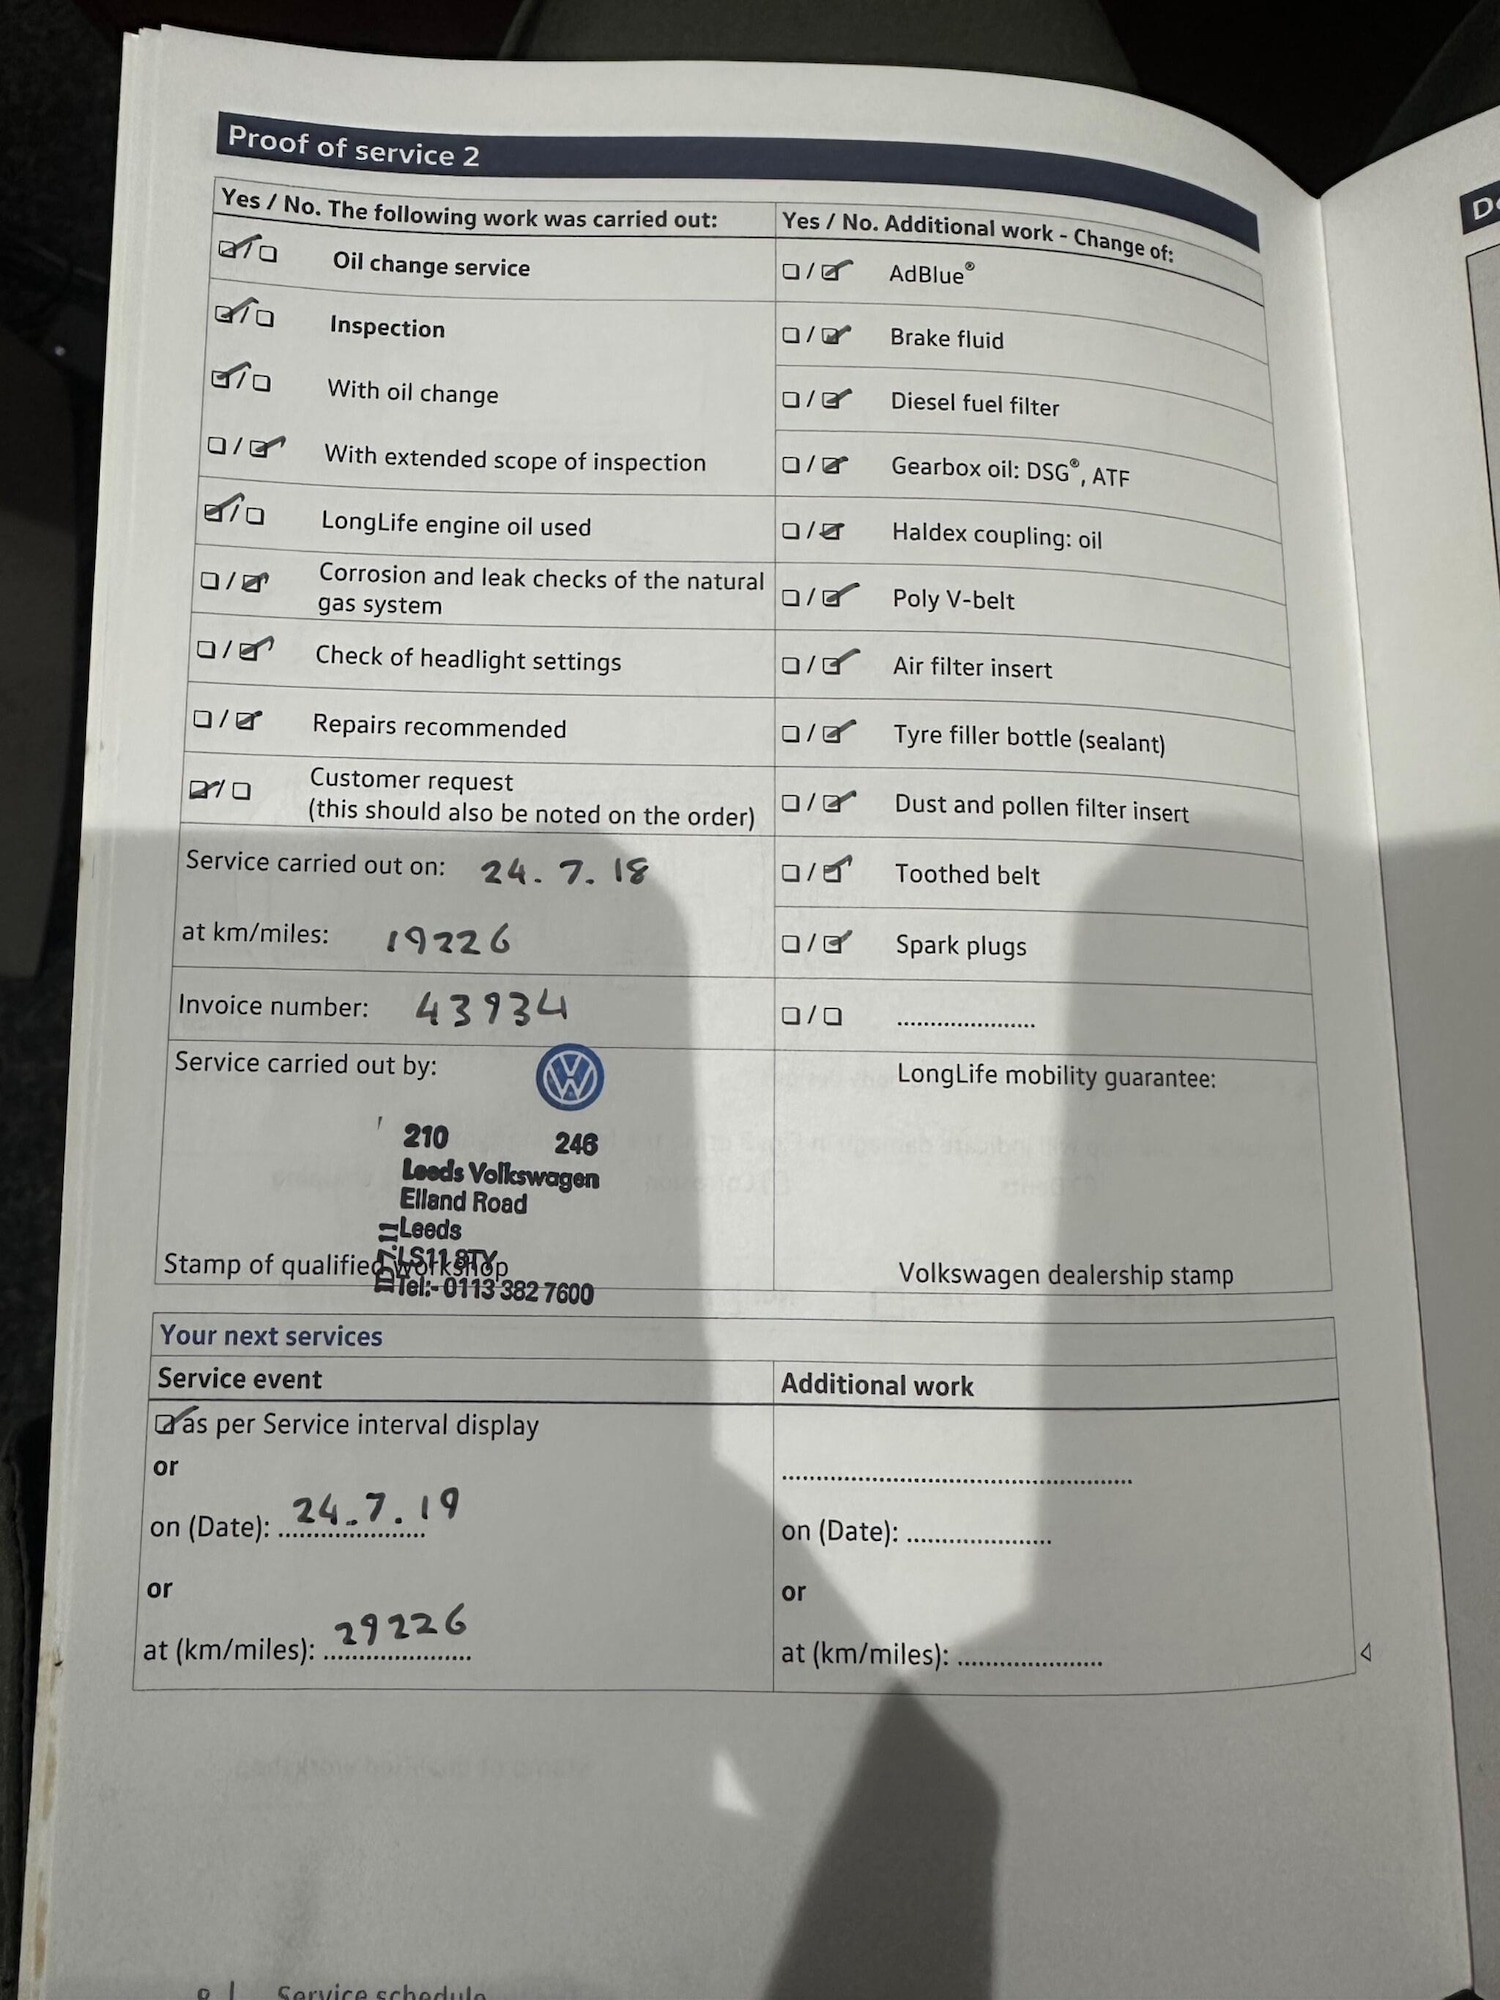 Proof of service 2
Yes / No. The following work was carried out:
Oil change service
Inspection
With oil change
With extended scope of inspection
LongLife engine oil used
Corrosion and leak checks of the natural
gas system
Check of headlight settings
Repairs recommended
Customer request
(this should also be noted on the order)
Service carried out on: 24.7.18
at km/miles: 19226
Invoice number: 43934
Service carried out by:
210 246
Leeds Volkswagen
Elland Road
Leeds
LS11 8TY
Tel:- 0113 382 7600
Stamp of qualified workshop
Yes / No. Additional work - Change of:
AdBlue®
Brake fluid
Diesel fuel filter
Gearbox oil: DSG®, ATF
Haldex coupling: oil
Poly V-belt
Air filter insert
Tyre filler bottle (sealant)
Dust and pollen filter insert
Toothed belt
Spark plugs
LongLife mobility guarantee:
Volkswagen dealership stamp
Your next services
Service event
as per Service interval display
or
on (Date): 24.7.19
or
at (km/miles): 29226
Additional work
on (Date):
or
at (km/miles):
Service schedule